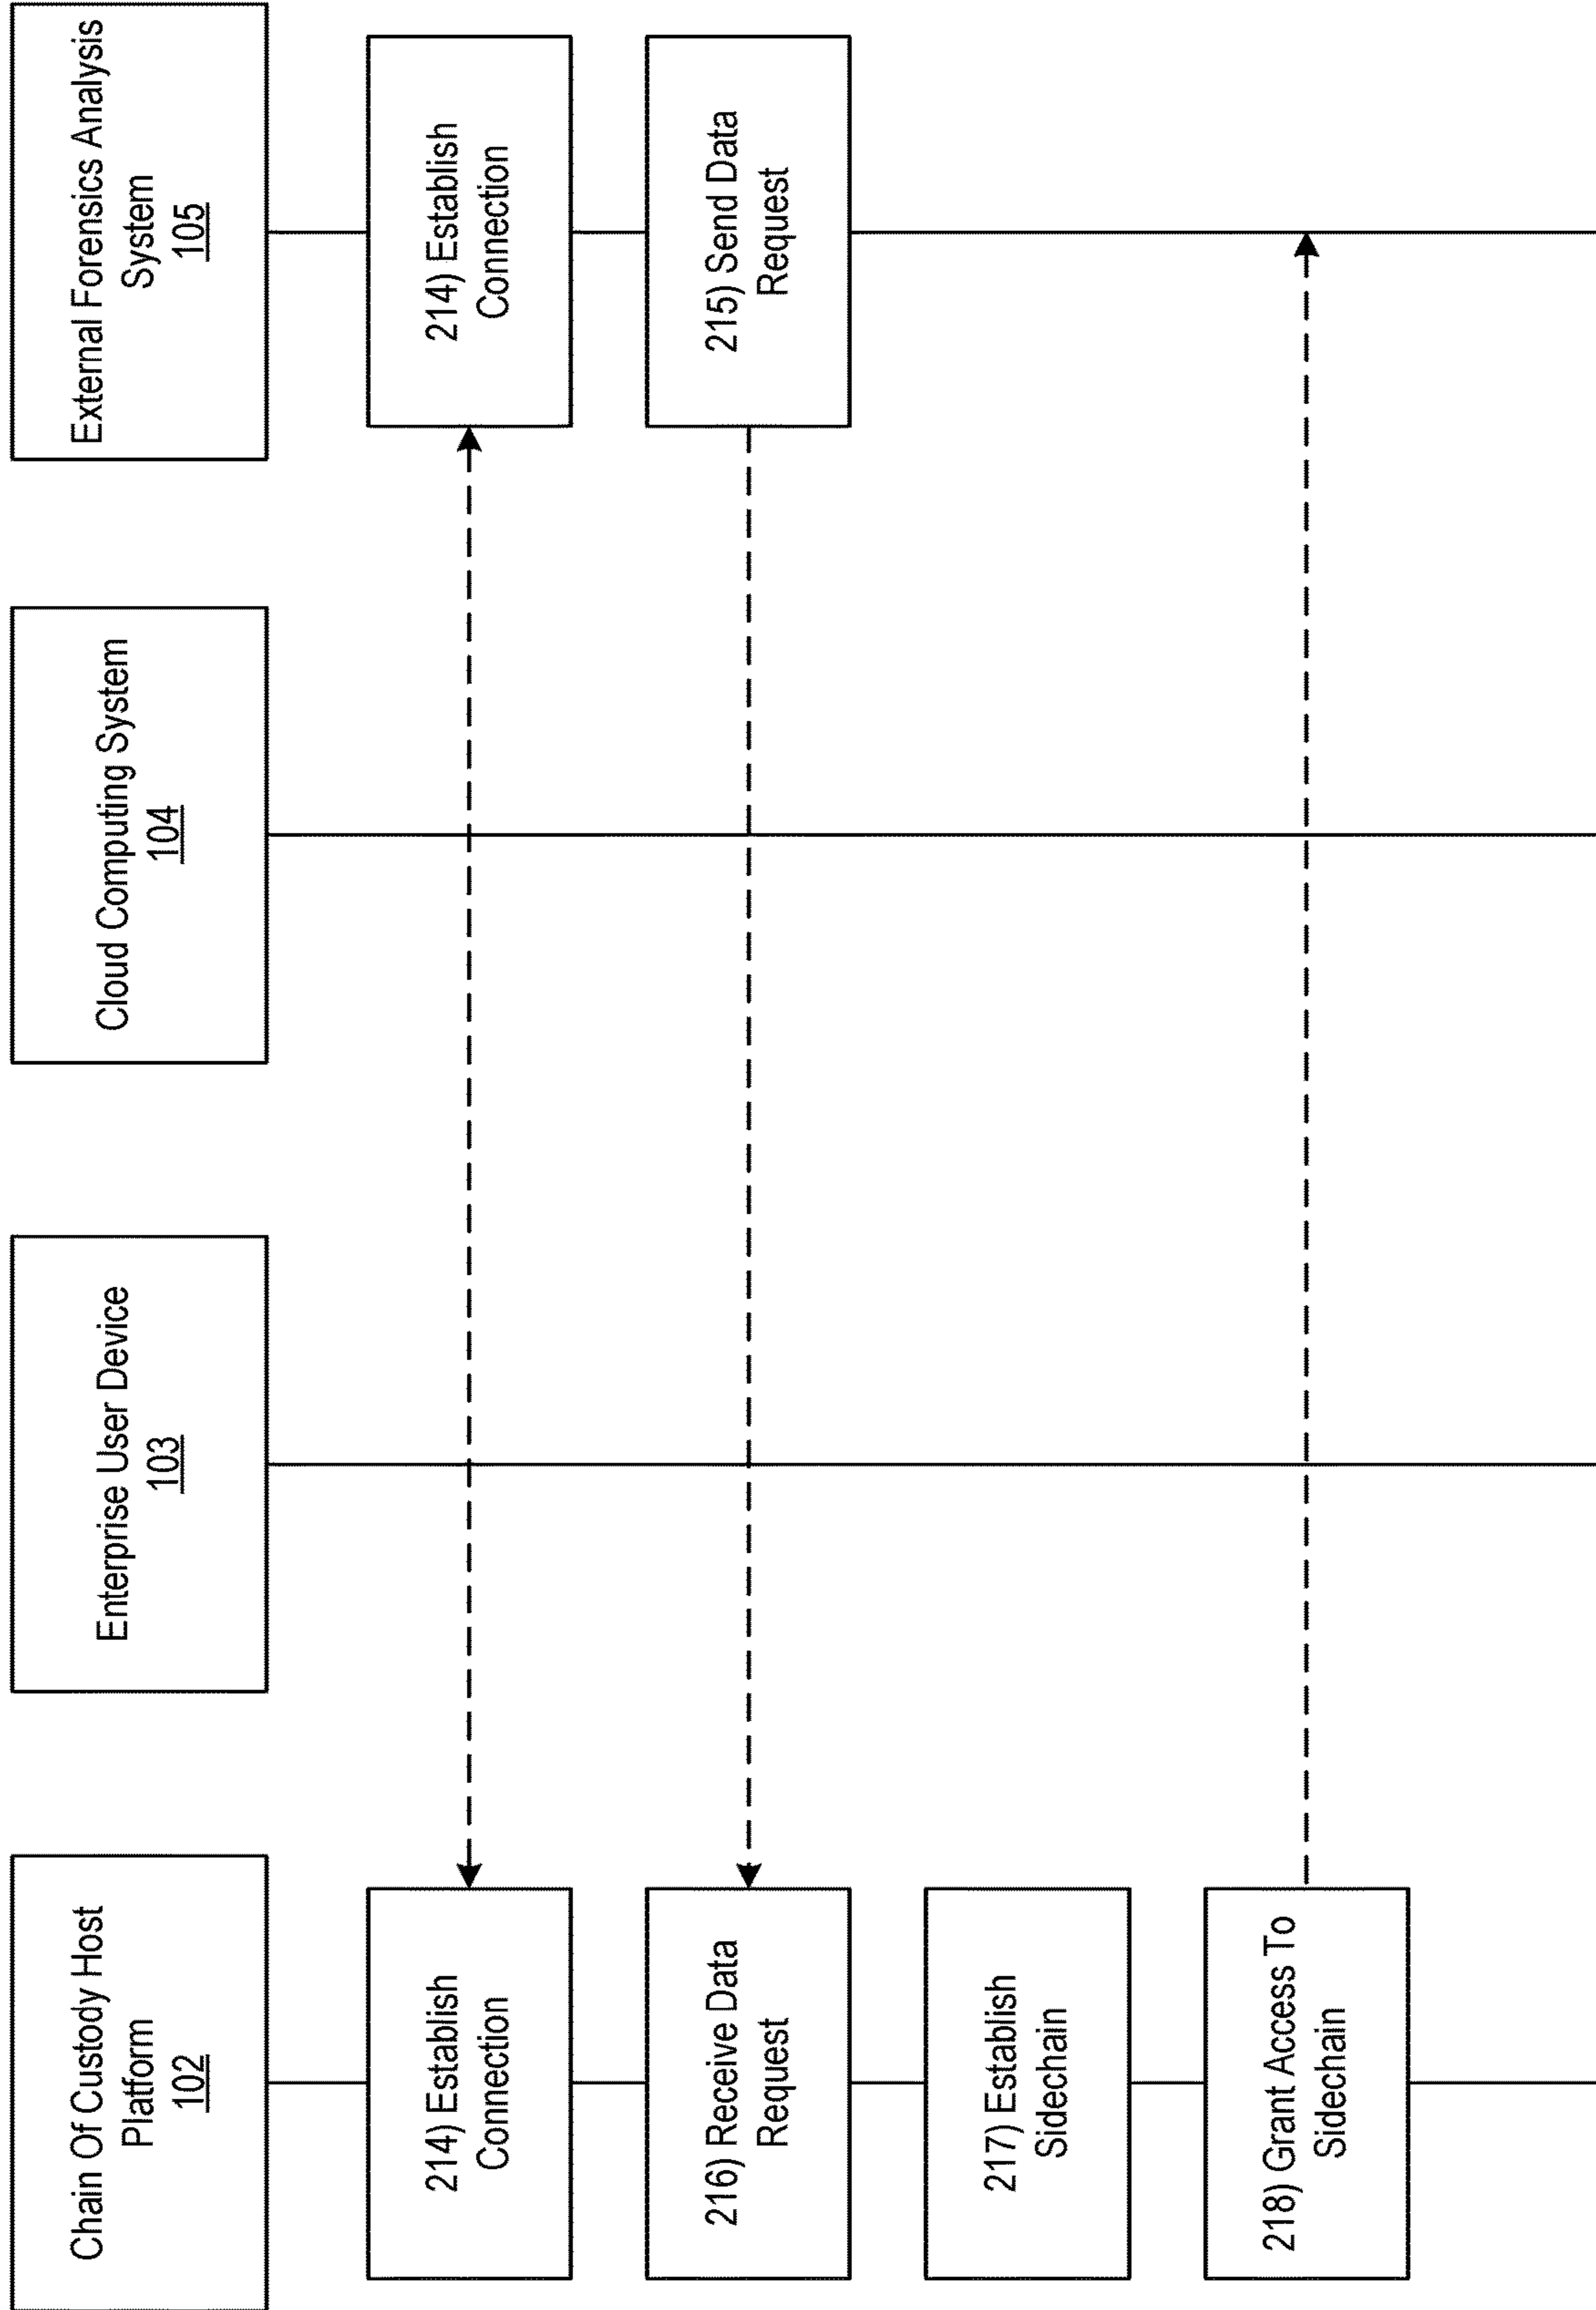 Chain Of Custody Host
Platform
102
Enterprise User Device
103
Cloud Computing System
104
External Forensics Analysis
System
105
214) Establish
Connection
214) Establish
Connection
216) Receive Data
Request
215) Send Data
Request
217) Establish
Sidechain
218) Grant Access To
Sidechain